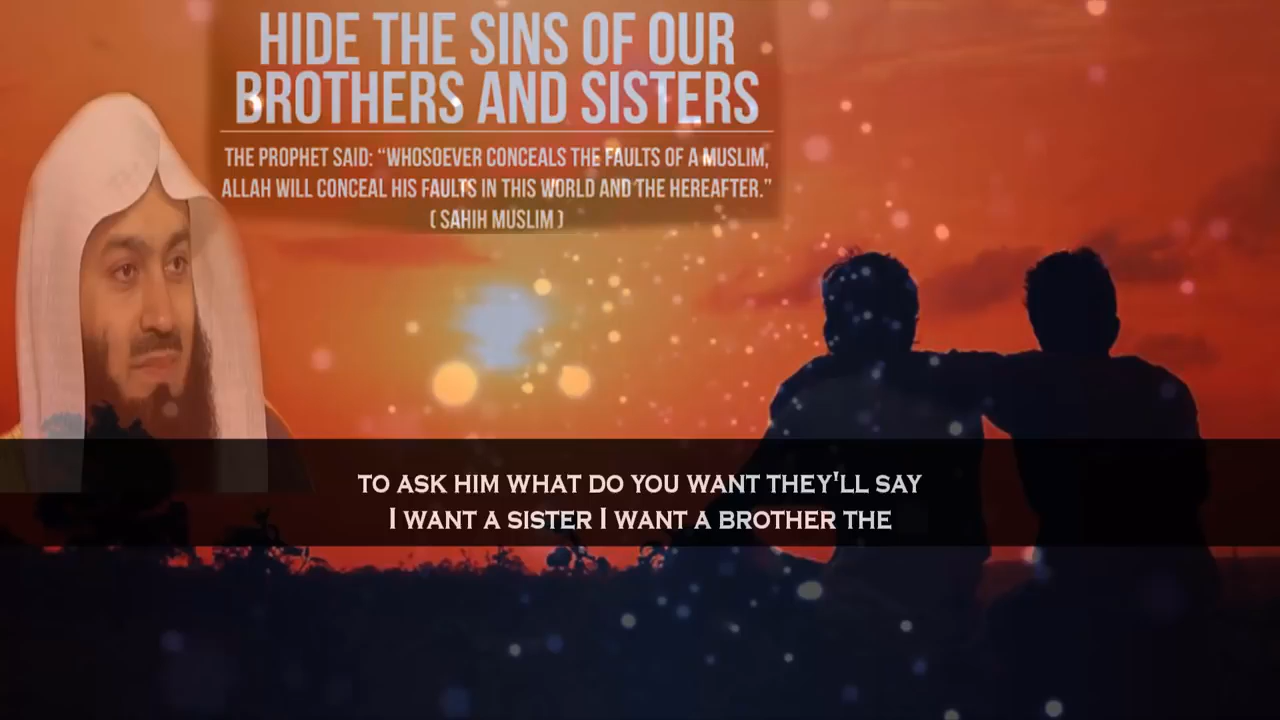 HIDE THE SINS OF OUR
BROTHERS AND SISTERS
THE PROPHET SAID: “WHOSOEVER CONCEALS THE FAULTS OF A MUSLIM,
ALLAH WILL CONCEAL HIS FAULTS IN THIS WORLD AND THE HEREAFTER.”
( SAHIH MUSLIM )
TO ASK HIM WHAT DO YOU WANT THEY'LL SAY
I WANT A SISTER I WANT A BROTHER THE